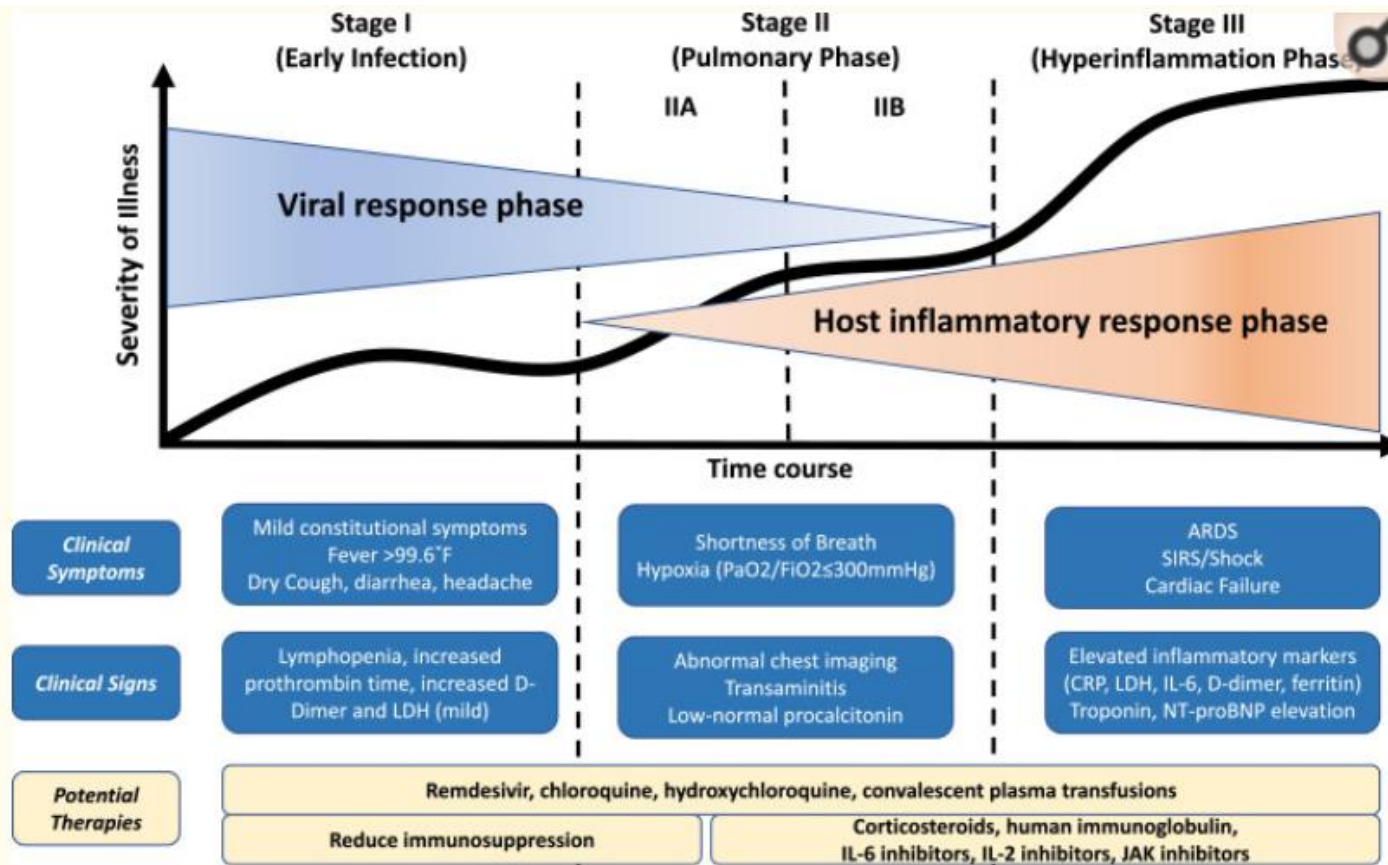 Stage I
(Early Infection)
Stage II
(Pulmonary Phase)
Stage III
(Hyperinflammation Phase)
IIA
IIB
Severity of Illness
Viral response phase
Host inflammatory response phase
Time course
Clinical
Symptoms
Mild constitutional symptoms
Fever >99.6°F
Dry Cough, diarrhea, headache
Shortness of Breath
Hypoxia (PaO2/FiO2≤300mmHg)
ARDS
SIRS/Shock
Cardiac Failure
Clinical Signs
Lymphopenia, increased
prothrombin time, increased D-
Dimer and LDH (mild)
Abnormal chest imaging
Transaminitis
Low-normal procalcitonin
Elevated inflammatory markers
(CRP, LDH, IL-6, D-dimer, ferritin)
Troponin, NT-proBNP elevation
Potential
Therapies
Remdesivir, chloroquine, hydroxychloroquine, convalescent plasma transfusions
Reduce immunosuppression
Corticosteroids, human immunoglobulin,
IL-6 inhibitors, IL-2 inhibitors, JAK inhibitors